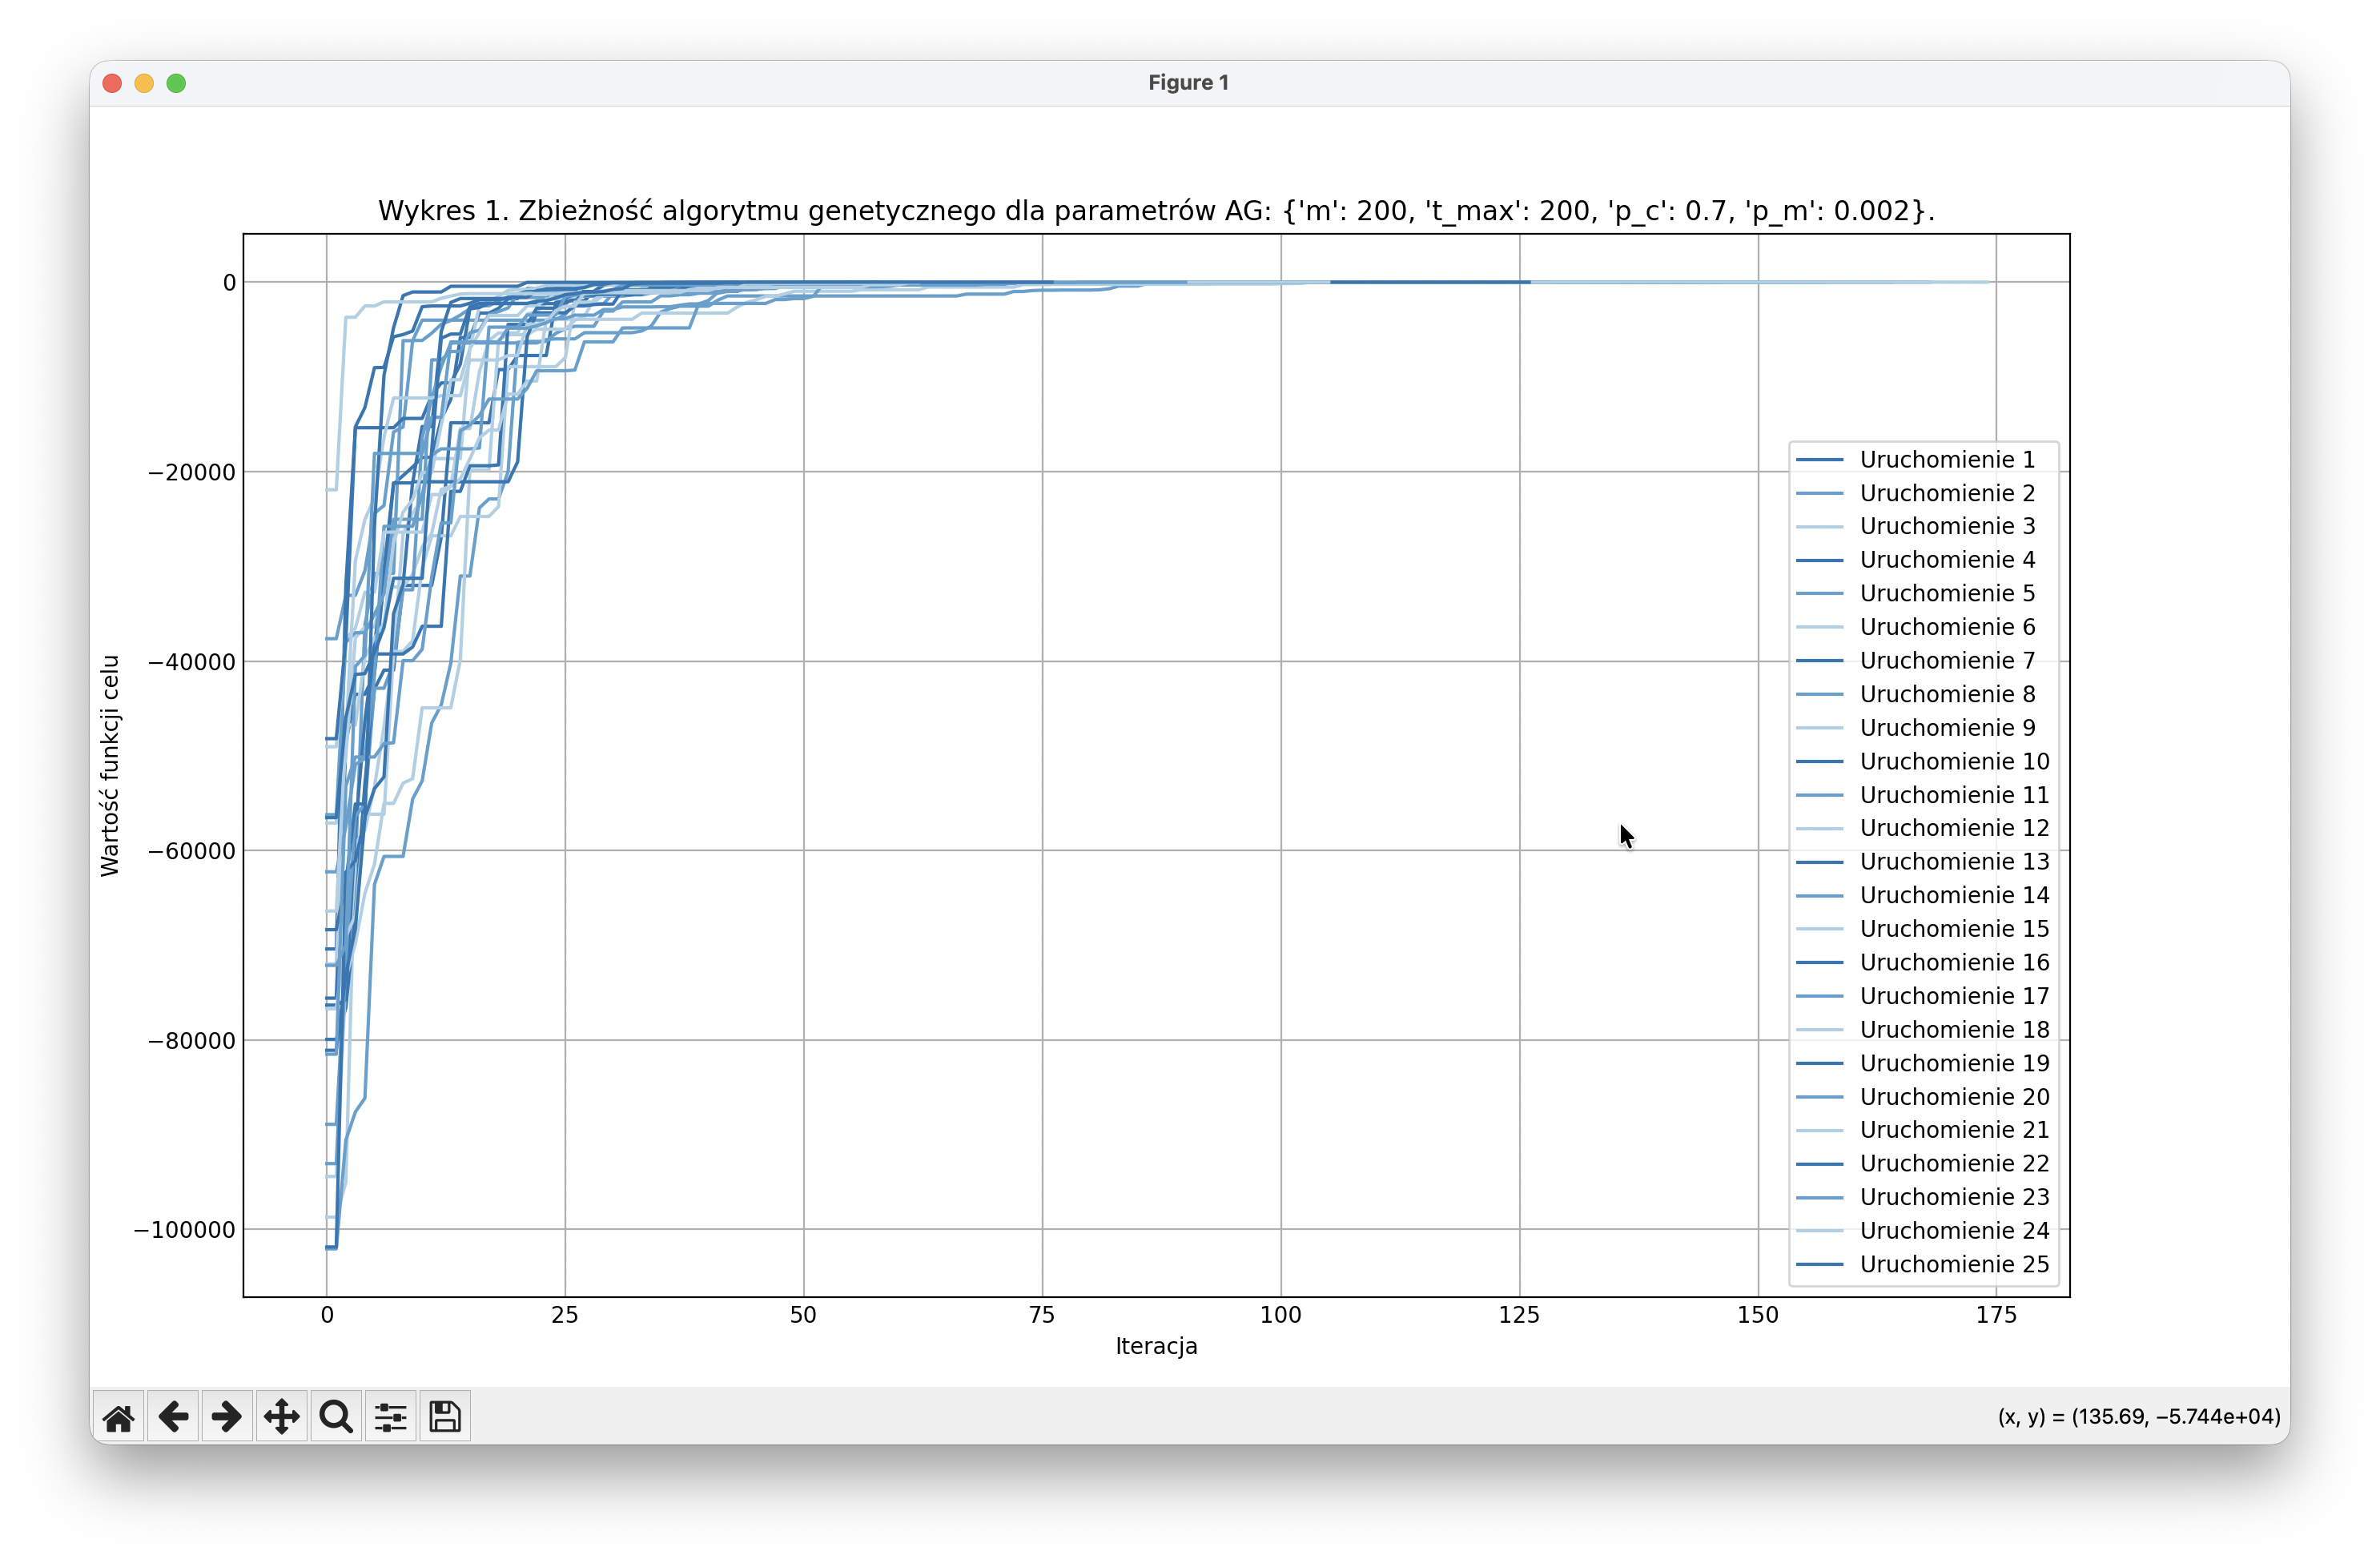 Figure 1
Wykres 1. Zbieżność algorytmu genetycznego dla parametrów AG: {'m': 200, 't_max': 200, 'p_c': 0.7, 'p_m': 0.002}.
Wartość funkcji celu
0
−20000
−40000
−60000
−80000
−100000
Uruchomienie 1
Uruchomienie 2
Uruchomienie 3
Uruchomienie 4
Uruchomienie 5
Uruchomienie 6
Uruchomienie 7
Uruchomienie 8
Uruchomienie 9
Uruchomienie 10
Uruchomienie 11
Uruchomienie 12
Uruchomienie 13
Uruchomienie 14
Uruchomienie 15
Uruchomienie 16
Uruchomienie 17
Uruchomienie 18
Uruchomienie 19
Uruchomienie 20
Uruchomienie 21
Uruchomienie 22
Uruchomienie 23
Uruchomienie 24
Uruchomienie 25
0 25 50 75 100 125 150 175
Iteracja
(x, y) = (135.69, −5.744e+04)